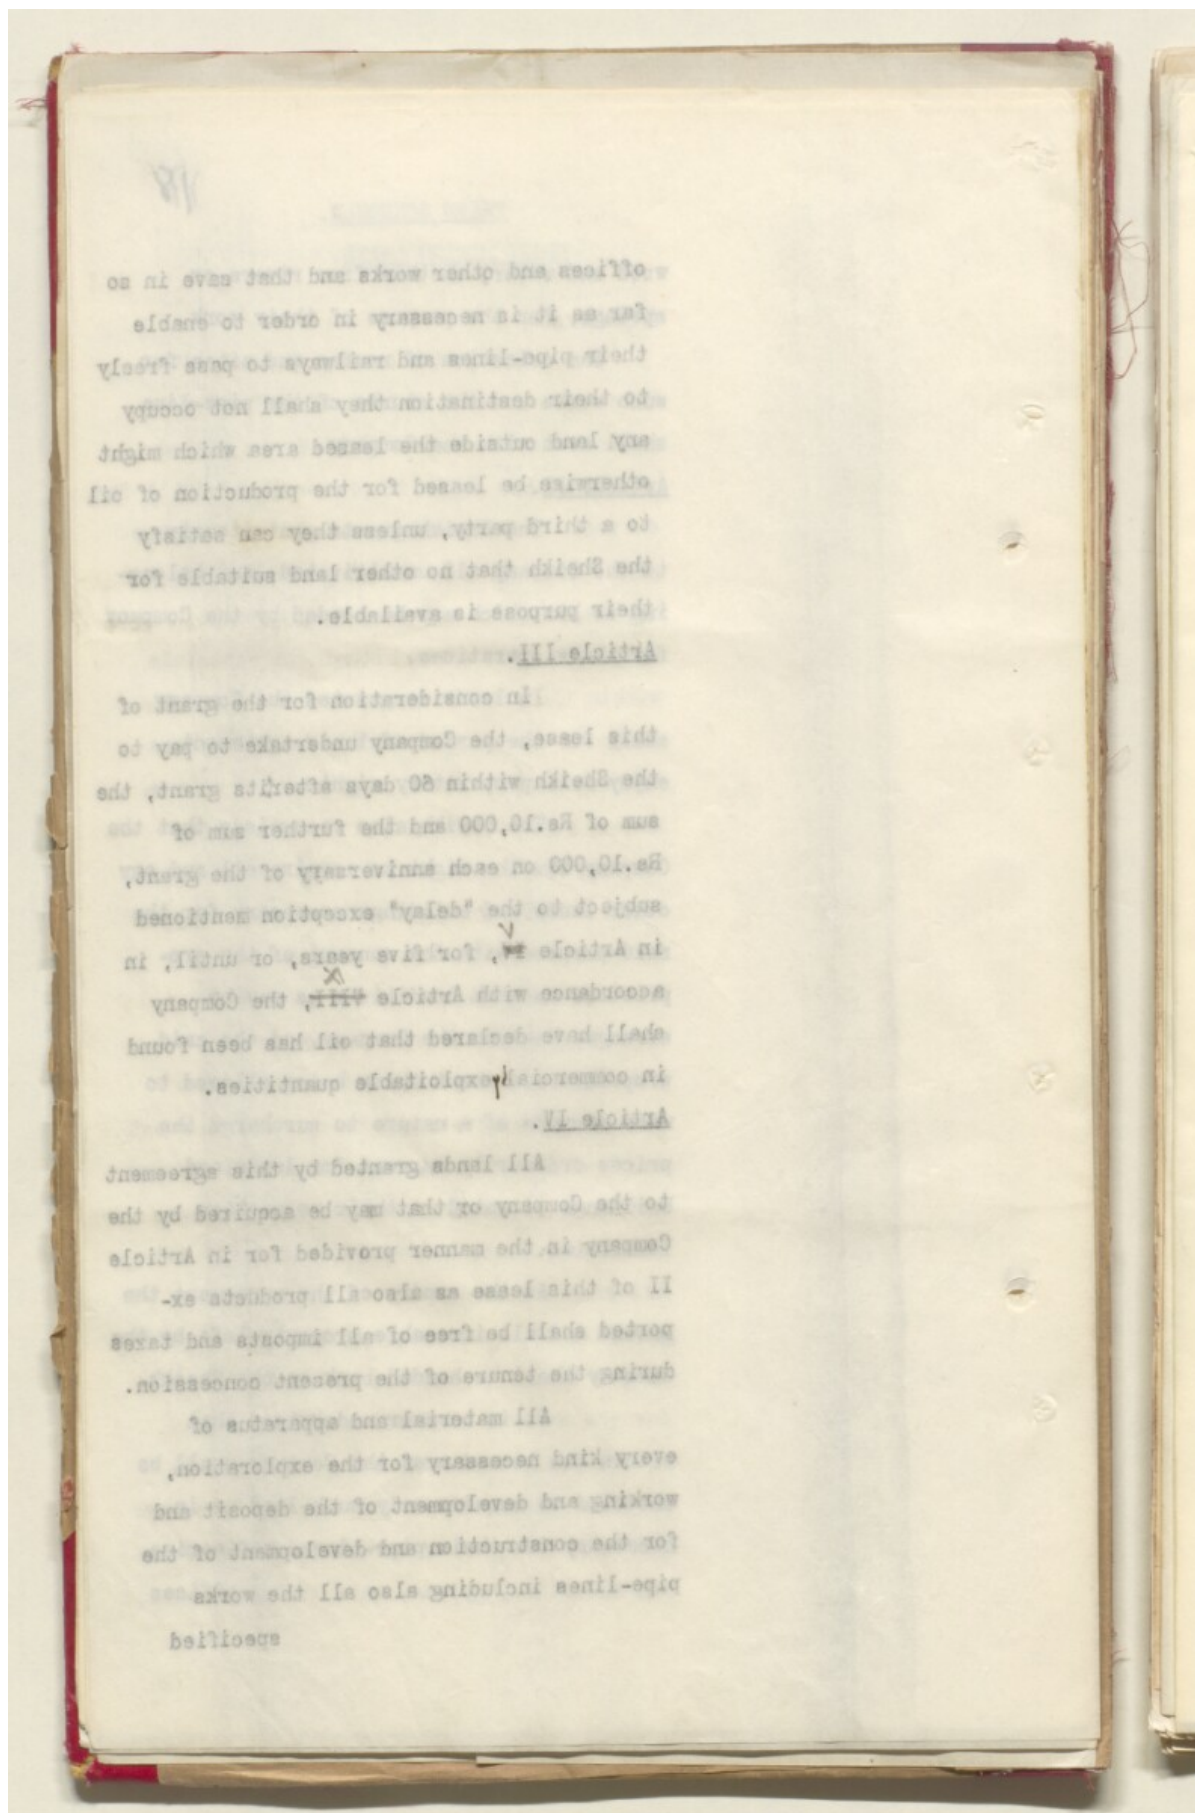 18
offices and other works and that save in so
far as it is necessary in order to enable
their pipe-lines and railways to pass freely
to their destination they shall not occupy
any land outside the leased area which might
otherwise be leased for the production of oil
to a third party, unless they can satisfy
the Sheikh that no other land suitable for
their purpose is available.
Article III.
In consideration for the grant of
this lease, the Company undertake to pay to
the Sheikh within 60 days after its grant, the
sum of Rs.10,000 and the further sum of
Rs.10,000 on each anniversary of the grant,
subject to the "delay" exception mentioned
V
in Article IV, for five years, or until, in
X
accordance with Article VIII, the Company
shall have declared that oil has been found
in commercially exploitable quantities.
Article IV.
All lands granted by this agreement
to the Company or that may be acquired by the
Company in the manner provided for in Article
II of this lease as also all products ex-
ported shall be free of all imposts and taxes
during the tenure of the present concession.
All material and apparatus of
every kind necessary for the exploration,
working and development of the deposit and
for the construction and development of the
pipe-lines including also all the works
specified